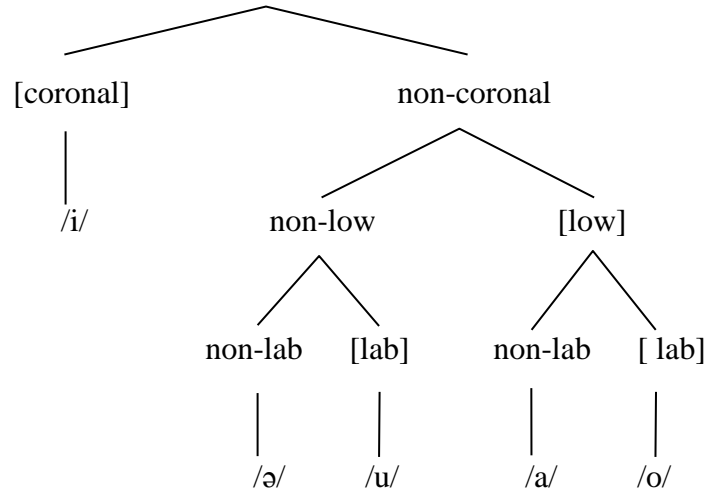 [coronal] non-coronal
/i/ non-low [low]
non-lab [lab] non-lab [ lab]
/ə/ /u/ /a/ /o/